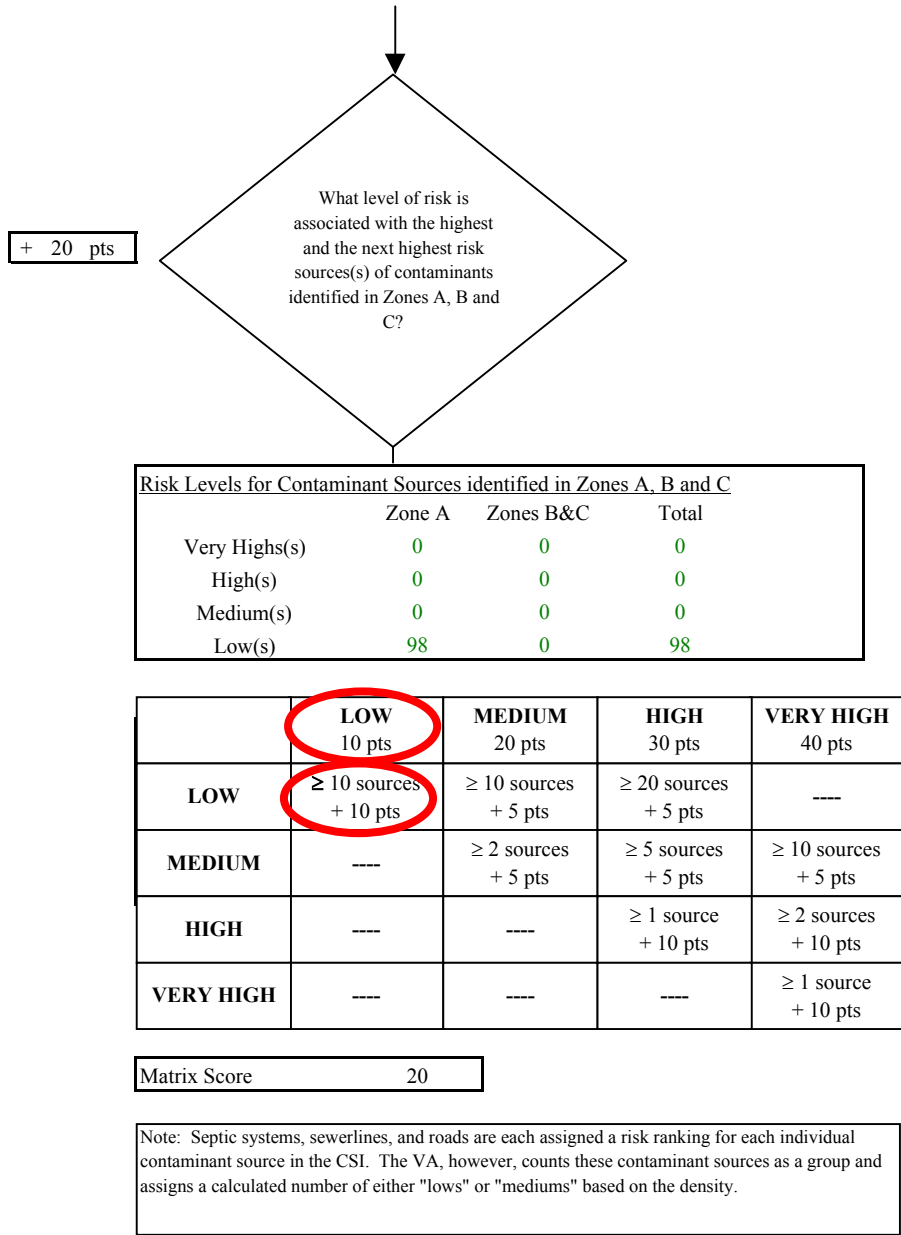 What level of risk is
associated with the highest
and the next highest risk
sources(s) of contaminants
identified in Zones A, B and
C?
+ 20 pts
Risk Levels for Contaminant Sources identified in Zones A, B and C
Zone A Zones B&C Total
Very Highs(s) 0 0 0
High(s) 0 0 0
Medium(s) 0 0 0
Low(s) 98 0 98
LOW MEDIUM HIGH VERY HIGH
10 pts 20 pts 30 pts 40 pts
LOW ≥ 10 sources ≥ 10 sources ≥ 20 sources ----
+ 10 pts + 5 pts + 5 pts
MEDIUM ---- ≥ 2 sources ≥ 5 sources ≥ 10 sources
+ 5 pts + 5 pts + 5 pts
HIGH ---- ---- ≥ 1 source ≥ 2 sources
+ 10 pts + 10 pts
VERY HIGH ---- ---- ---- ≥ 1 source
+ 10 pts
Matrix Score 20
Note: Septic systems, sewerlines, and roads are each assigned a risk ranking for each individual
contaminant source in the CSI. The VA, however, counts these contaminant sources as a group and
assigns a calculated number of either "lows" or "mediums" based on the density.